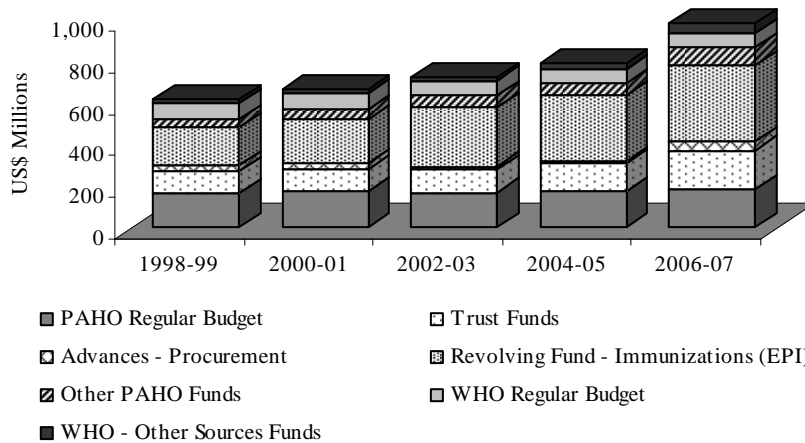 1,000
800
600
400
200
0
US$ Millions
1998-99 2000-01 2002-03 2004-05 2006-07
PAHO Regular Budget Trust Funds
Advances - Procurement Revolving Fund - Immunizations (EPI)
Other PAHO Funds WHO Regular Budget
WHO - Other Sources Funds